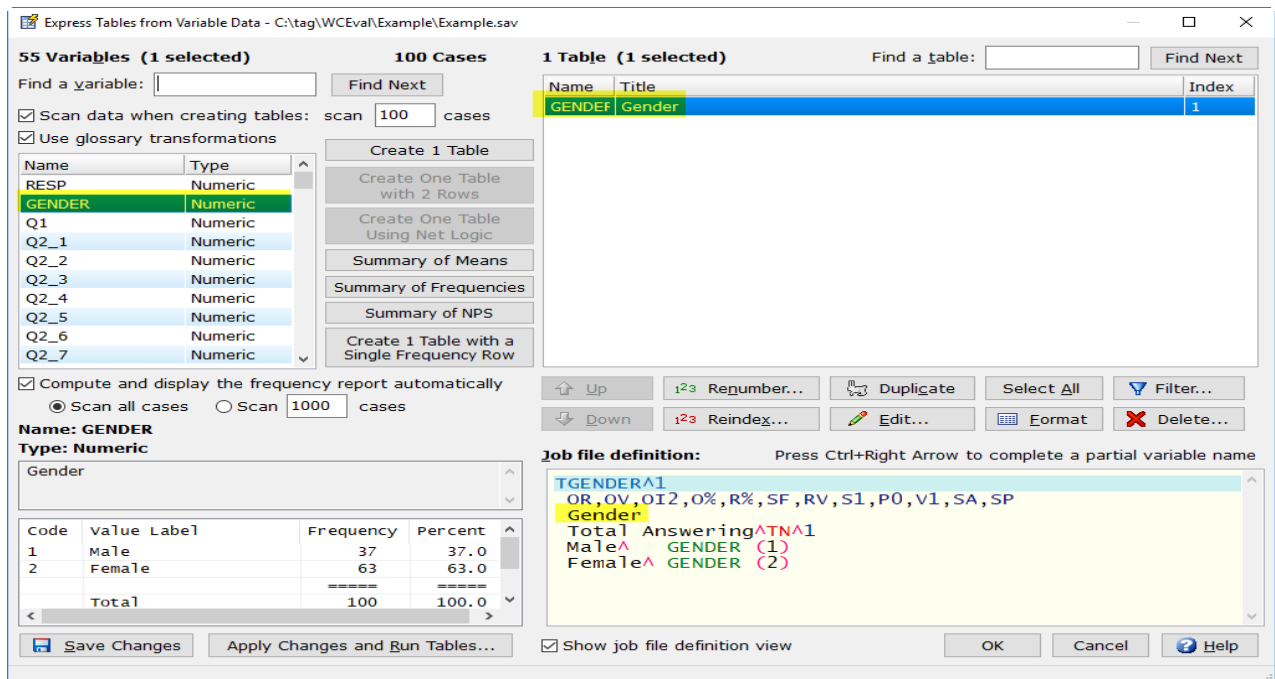 Express Tables from Variable Data - C:\tag\WCEval\Example\Example.sav
55 Variables (1 selected) 100 Cases
Find a variable: Find Next
Scan data when creating tables: scan 100 cases
Use glossary transformations
Name Type
RESP Numeric
GENDER Numeric
Q1 Numeric
Q2_1 Numeric
Q2_2 Numeric
Q2_3 Numeric
Q2_4 Numeric
Q2_5 Numeric
Q2_6 Numeric
Q2_7 Numeric
Create 1 Table
Create One Table
with 2 Rows
Create One Table
Using Net Logic
Summary of Means
Summary of Frequencies
Summary of NPS
Create 1 Table with a
Single Frequency Row
Compute and display the frequency report automatically
Scan all cases Scan 1000 cases
Name: GENDER
Type: Numeric
Gender
Code Value Label Frequency Percent
1 Male 37 37.0
2 Female 63 63.0
===== =====
Total 100 100.0
Save Changes Apply Changes and Run Tables...
1 Table (1 selected) Find a table: Find Next
Name Title Index
GENDER Gender 1
Up 123 Renumber... Duplicate Select All Filter...
Down 123 Reindex... Edit... Format Delete...
Job file definition: Press Ctrl+Right Arrow to complete a partial variable name
TGENDER^1
OR,OV,OI2,O%,R%,SF,RV,S1,P0,V1,SA,SP
Gender
Total Answering^TN^1
Male^ GENDER (1)
Female^ GENDER (2)
Show job file definition view OK Cancel Help